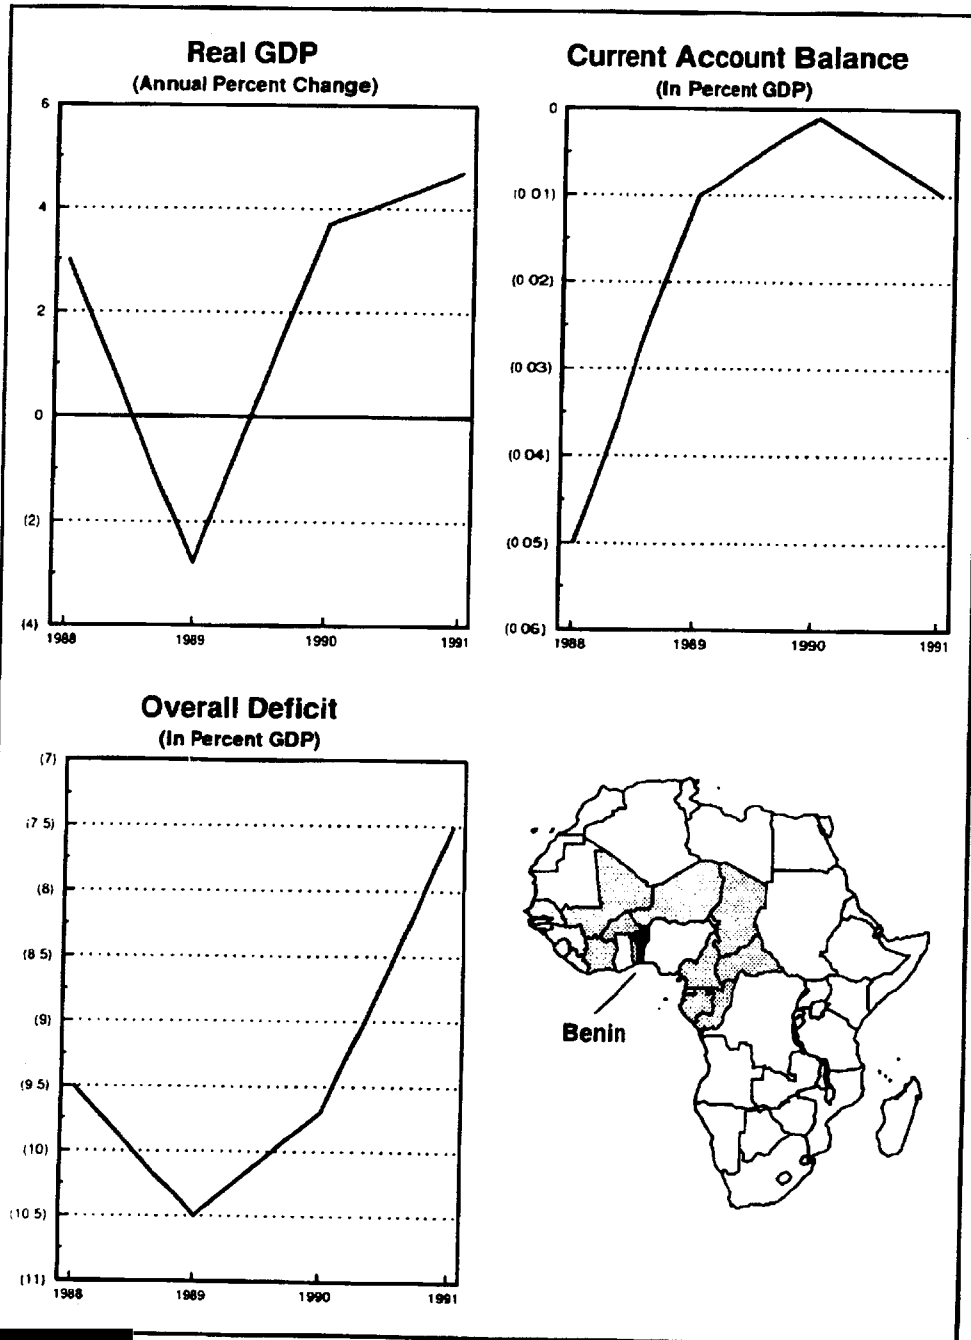 Real GDP
(Annual Percent Change)
6
4
2
0
(2)
(4)
1988 1989 1990 1991
Current Account Balance
(In Percent GDP)
0
(0 01)
(0 02)
(0 03)
(0 04)
(0 05)
(0 06)
1988 1989 1990 1991
Overall Deficit
(In Percent GDP)
(7)
(7 5)
(8)
(8 5)
(9)
(9 5)
(10)
(10 5)
(11)
1988 1989 1990 1991
Benin